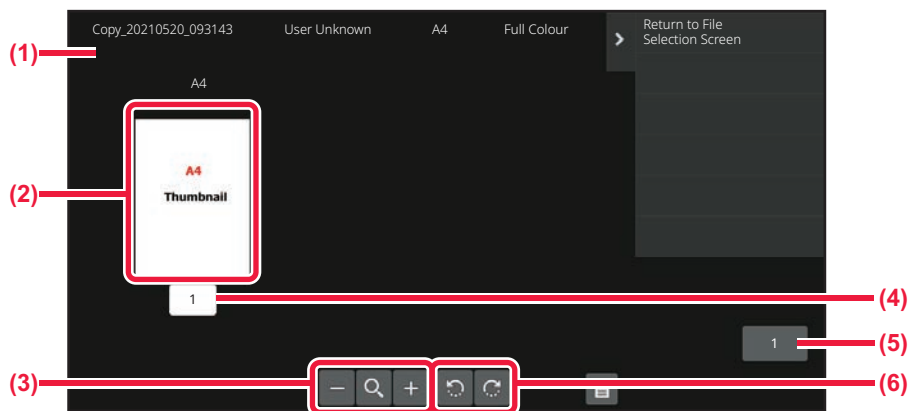 Copy_20210520_093143 User Unknown A4 Full Colour
Return to File
Selection Screen
(1)
A4
A4
Thumbnail
(2)
1
(4)
1
(5)
(3)
(6)